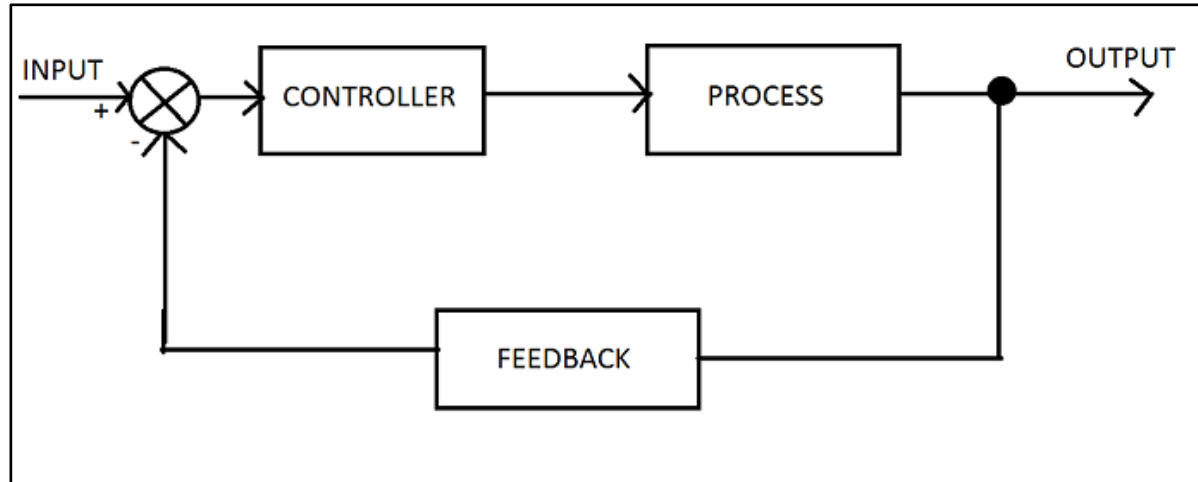 INPUT
+
-
CONTROLLER
PROCESS
OUTPUT
FEEDBACK